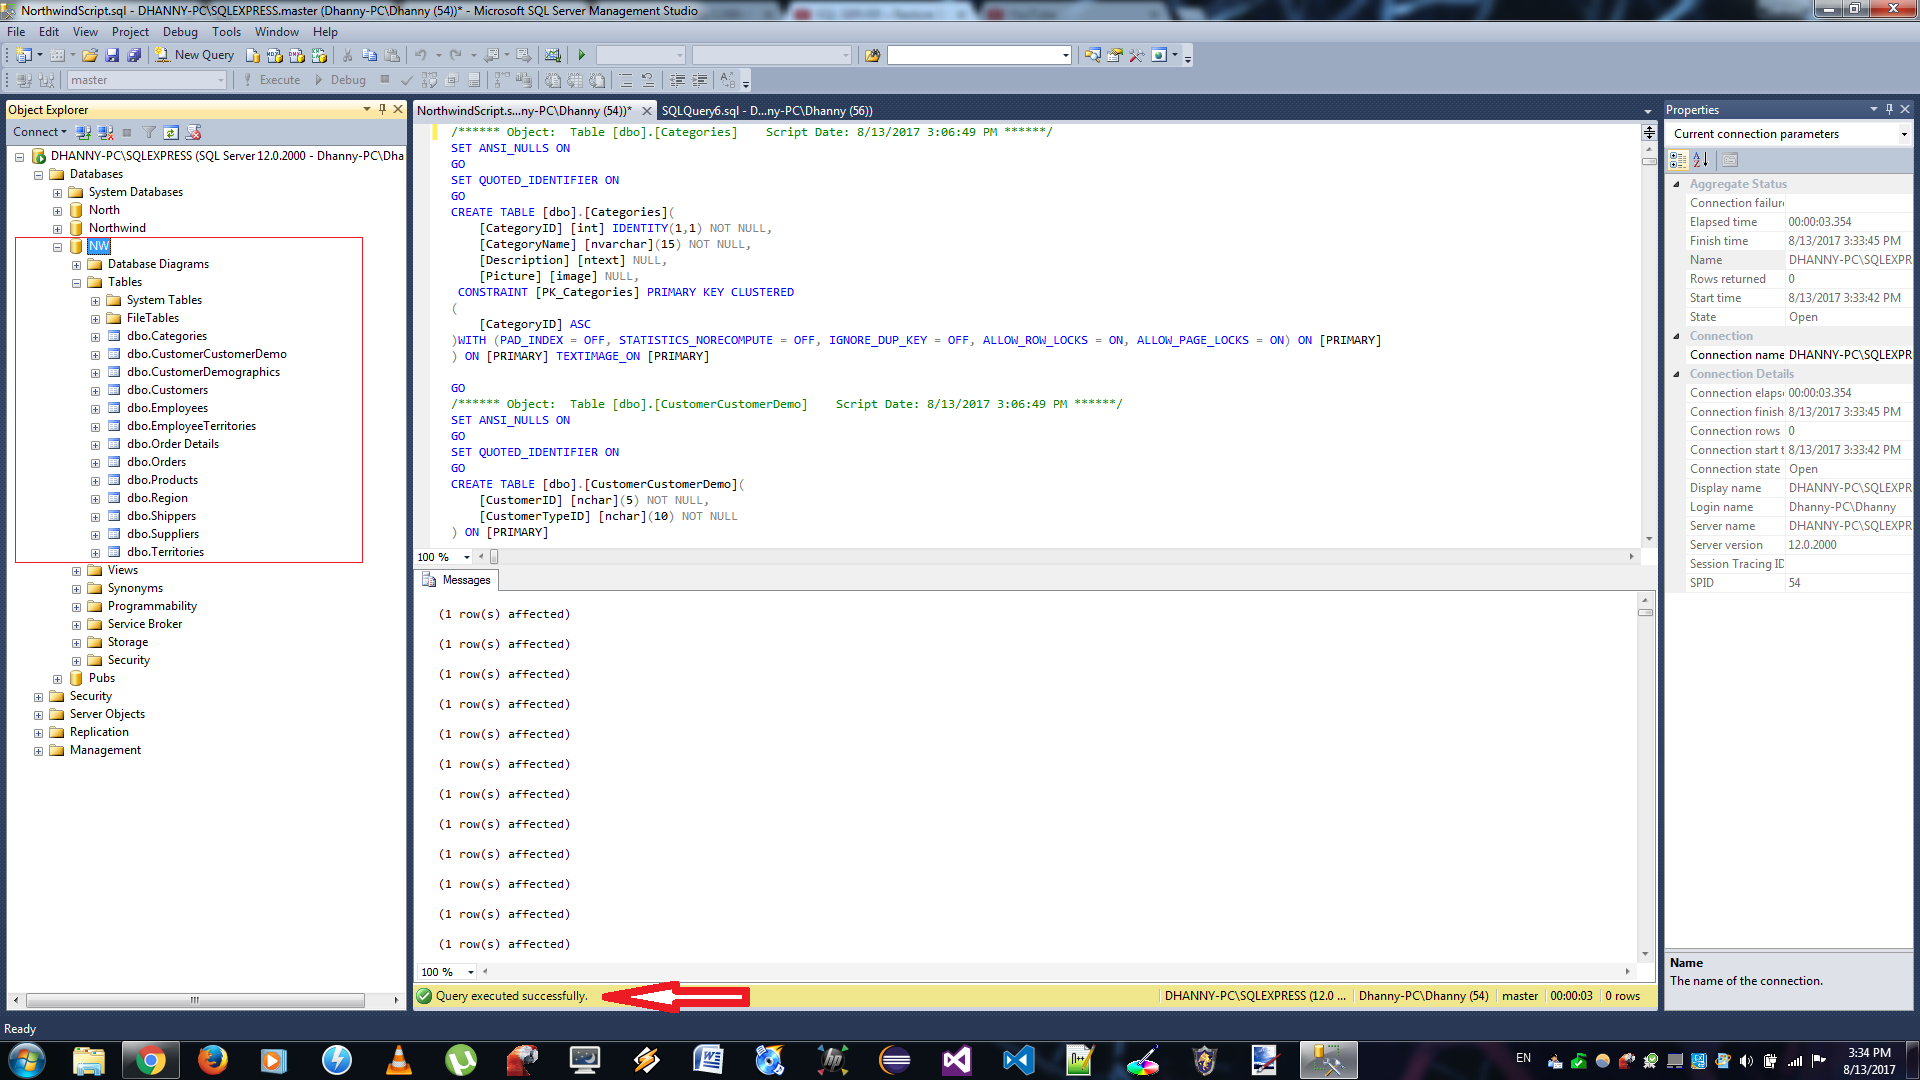 NorthwindScript.sql - DHANNY-PC\SQLEXPRESS.master (Dhanny-PC\Dhanny (54))* - Microsoft SQL Server Management Studio
File Edit View Project Debug Tools Window Help
New Query
master Execute Debug
Object Explorer
Connect
DHANNY-PC\SQLEXPRESS (SQL Server 12.0.2000 - Dhanny-PC\Dha
Databases
System Databases
North
Northwind
NW
Database Diagrams
Tables
System Tables
FileTables
dbo.Categories
dbo.CustomerCustomerDemo
dbo.CustomerDemographics
dbo.Customers
dbo.Employees
dbo.EmployeeTerritories
dbo.Order Details
dbo.Orders
dbo.Products
dbo.Region
dbo.Shippers
dbo.Suppliers
dbo.Territories
Views
Synonyms
Programmability
Service Broker
Storage
Security
Pubs
Security
Server Objects
Replication
Management
NorthwindScript.s...ny-PC\Dhanny (54))* SQLQuery6.sql - D...ny-PC\Dhanny (56))
/****** Object:  Table [dbo].[Categories]    Script Date: 8/13/2017 3:06:49 PM ******/
SET ANSI_NULLS ON
GO
SET QUOTED_IDENTIFIER ON
GO
CREATE TABLE [dbo].[Categories](
[CategoryID] [int] IDENTITY(1,1) NOT NULL,
[CategoryName] [nvarchar](15) NOT NULL,
[Description] [ntext] NULL,
[Picture] [image] NULL,
CONSTRAINT [PK_Categories] PRIMARY KEY CLUSTERED
(
[CategoryID] ASC
)WITH (PAD_INDEX = OFF, STATISTICS_NORECOMPUTE = OFF, IGNORE_DUP_KEY = OFF, ALLOW_ROW_LOCKS = ON, ALLOW_PAGE_LOCKS = ON) ON [PRIMARY]
) ON [PRIMARY] TEXTIMAGE_ON [PRIMARY]
GO
/****** Object:  Table [dbo].[CustomerCustomerDemo]    Script Date: 8/13/2017 3:06:49 PM ******/
SET ANSI_NULLS ON
GO
SET QUOTED_IDENTIFIER ON
GO
CREATE TABLE [dbo].[CustomerCustomerDemo](
[CustomerID] [nchar](5) NOT NULL,
[CustomerTypeID] [nchar](10) NOT NULL
) ON [PRIMARY]
100 %
Messages
(1 row(s) affected)
(1 row(s) affected)
(1 row(s) affected)
(1 row(s) affected)
(1 row(s) affected)
(1 row(s) affected)
(1 row(s) affected)
(1 row(s) affected)
(1 row(s) affected)
(1 row(s) affected)
(1 row(s) affected)
(1 row(s) affected)
100 %
Query executed successfully. DHANNY-PC\SQLEXPRESS (12.0 ... Dhanny-PC\Dhanny (54) master 00:00:03 0 rows
Properties
Current connection parameters
Aggregate Status
Connection failure
Elapsed time 00:00:03.354
Finish time 8/13/2017 3:33:45 PM
Name DHANNY-PC\SQLEXPR
Rows returned 0
Start time 8/13/2017 3:33:42 PM
State Open
Connection
Connection name DHANNY-PC\SQLEXPR
Connection Details
Connection elaps 00:00:03.354
Connection finish 8/13/2017 3:33:45 PM
Connection rows 0
Connection start t 8/13/2017 3:33:42 PM
Connection state Open
Display name DHANNY-PC\SQLEXPR
Login name Dhanny-PC\Dhanny
Server name DHANNY-PC\SQLEXPR
Server version 12.0.2000
Session Tracing ID
SPID 54
Name
The name of the connection.
Ready
EN
3:34 PM
8/13/2017